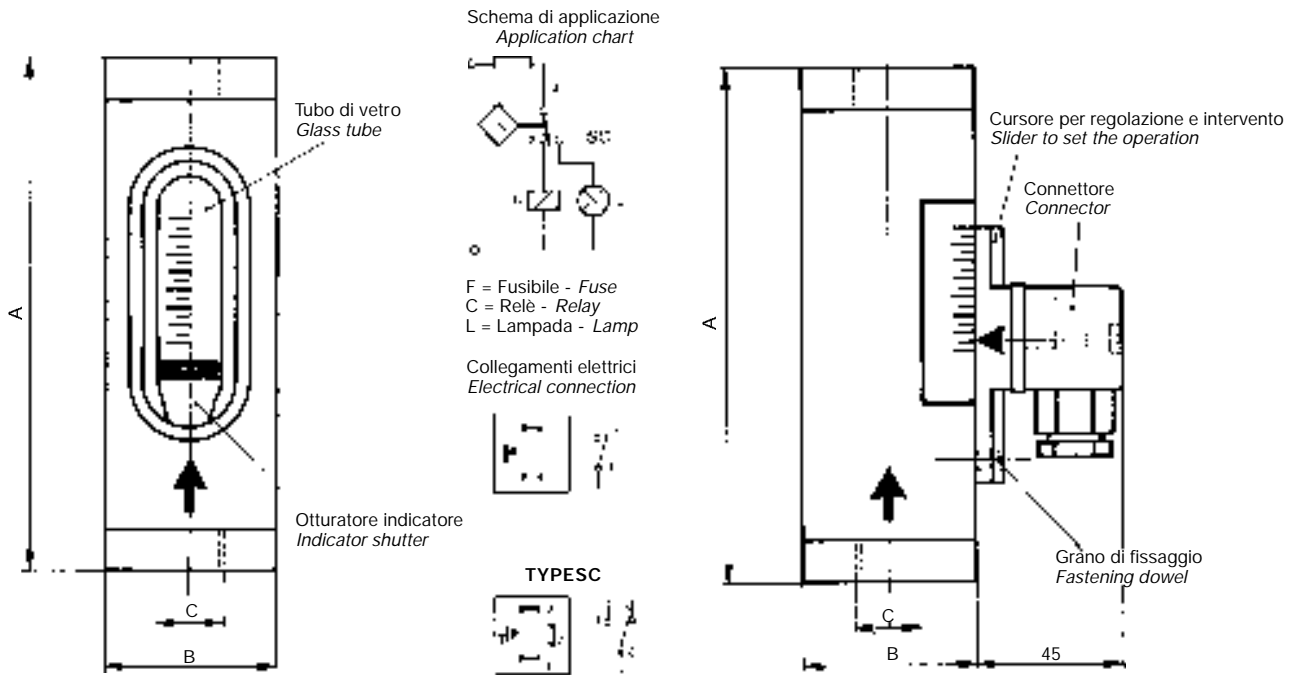 Schema di applicazione
Application chart
Tubo di vetro
Glass tube
SC
F = Fusibile - Fuse
C = Relè - Relay
L = Lampada - Lamp
Collegamenti elettrici
Electrical connection
Otturatore indicatore
Indicator shutter
TYPESC
A
C
B
Cursore per regolazione e intervento
Slider to set the operation
Connettore
Connector
Grano di fissaggio
Fastening dowel
A
C
B
45